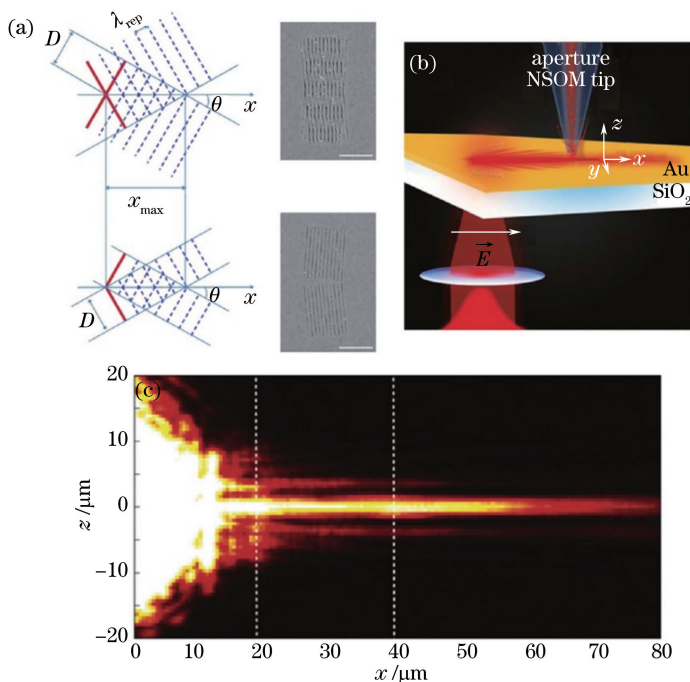 (a)
D
λrep
x
θ
xmax
θ
x
D
(b)
aperture
NSOM tip
z
x
y
Au
SiO2
E
(c)
20
10
0
−10
−20
z /μm
0 10 20 30 40 50 60 70 80
x /μm